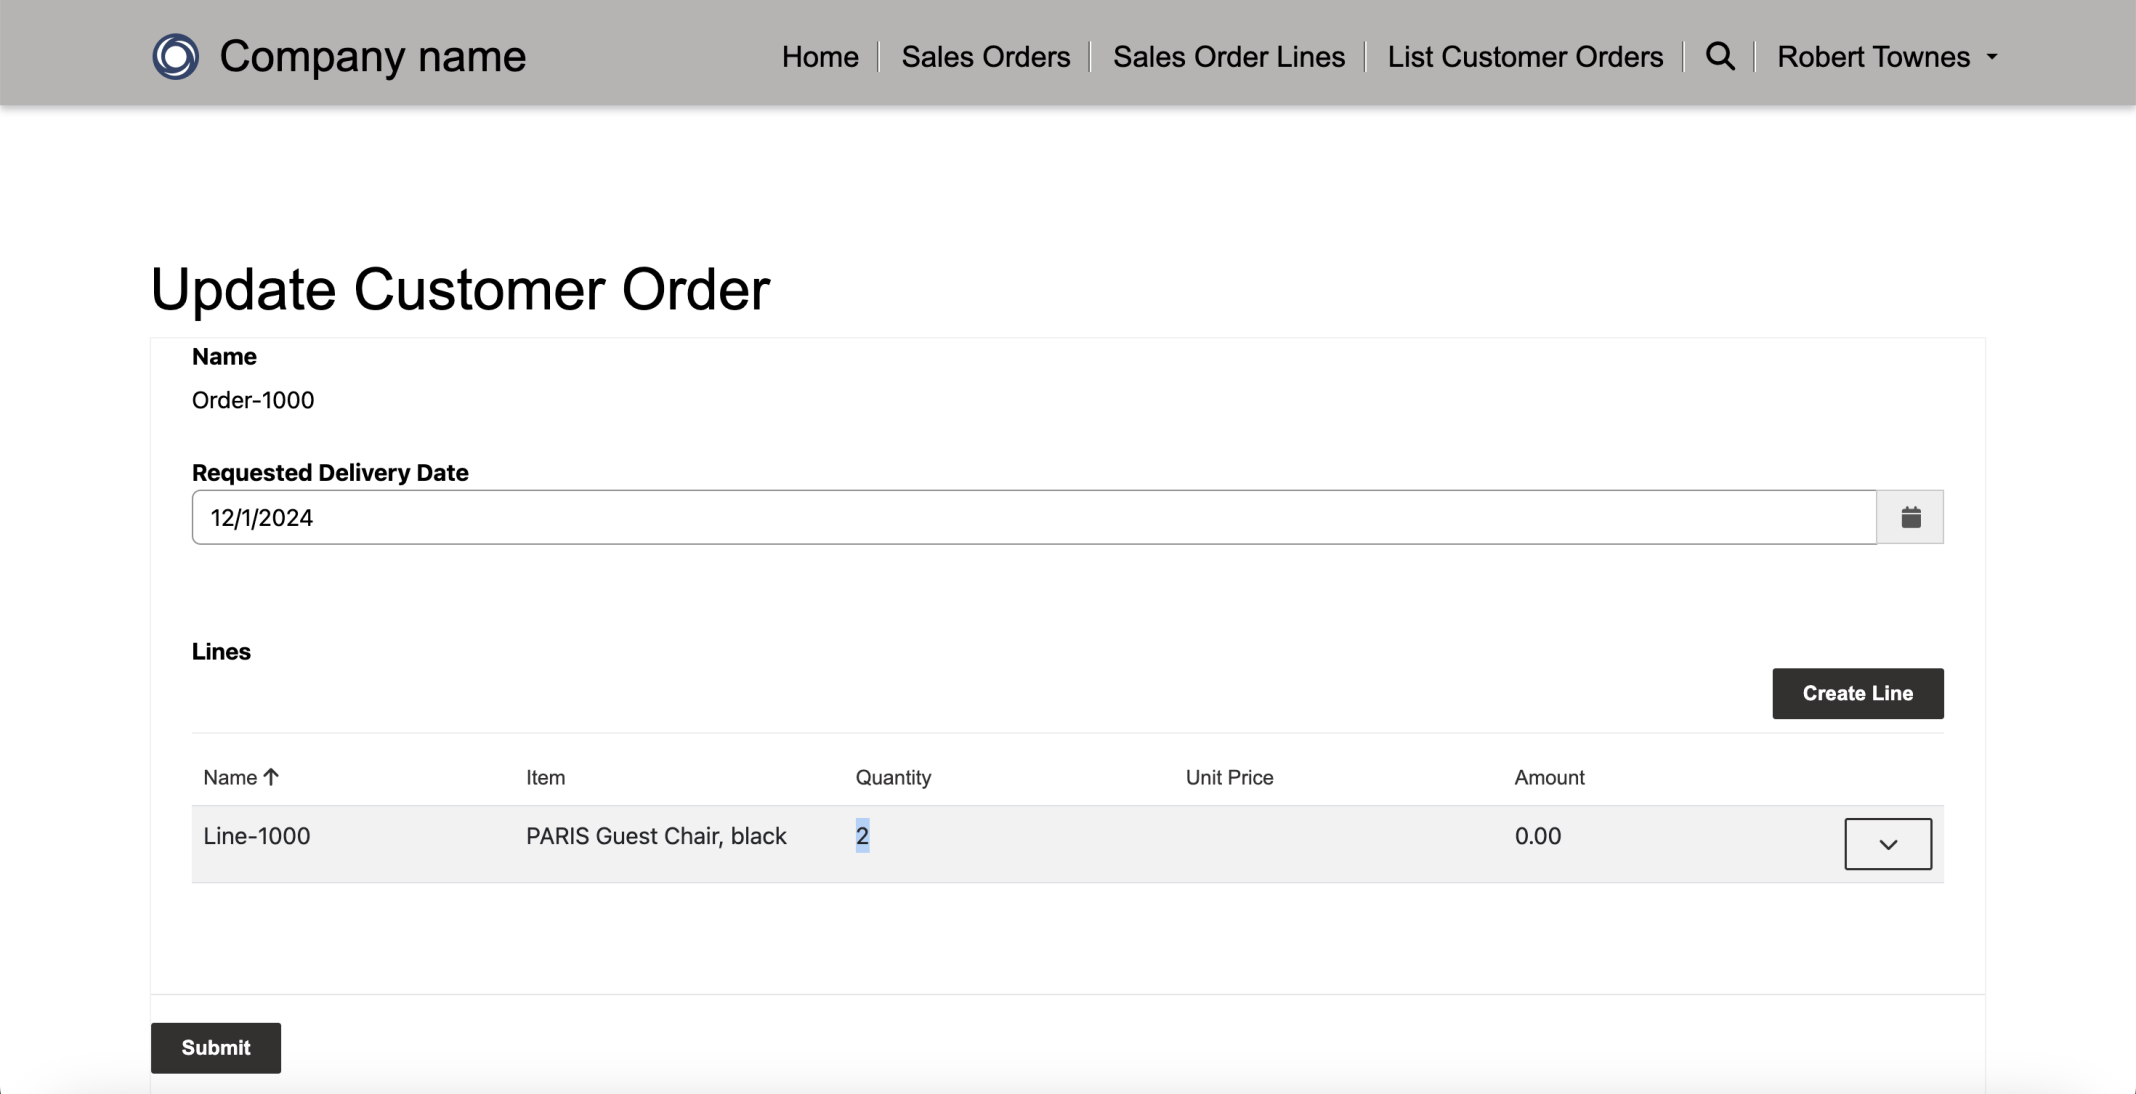 Company name
Home
Sales Orders
Sales Order Lines
List Customer Orders
Robert Townes
Update Customer Order
Name
Order-1000
Requested Delivery Date
12/1/2024
Lines
Create Line
Name Item Quantity Unit Price Amount
Line-1000 PARIS Guest Chair, black 2 0.00
Submit